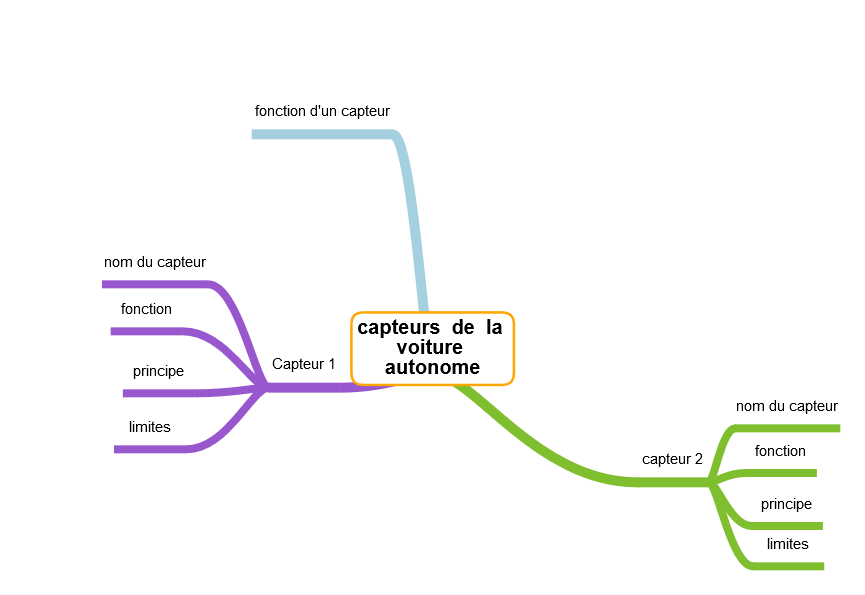 fonction d'un capteur
nom du capteur
fonction
principe
limites
Capteur 1
capteurs de la
voiture
autonome
capteur 2
nom du capteur
fonction
principe
limites